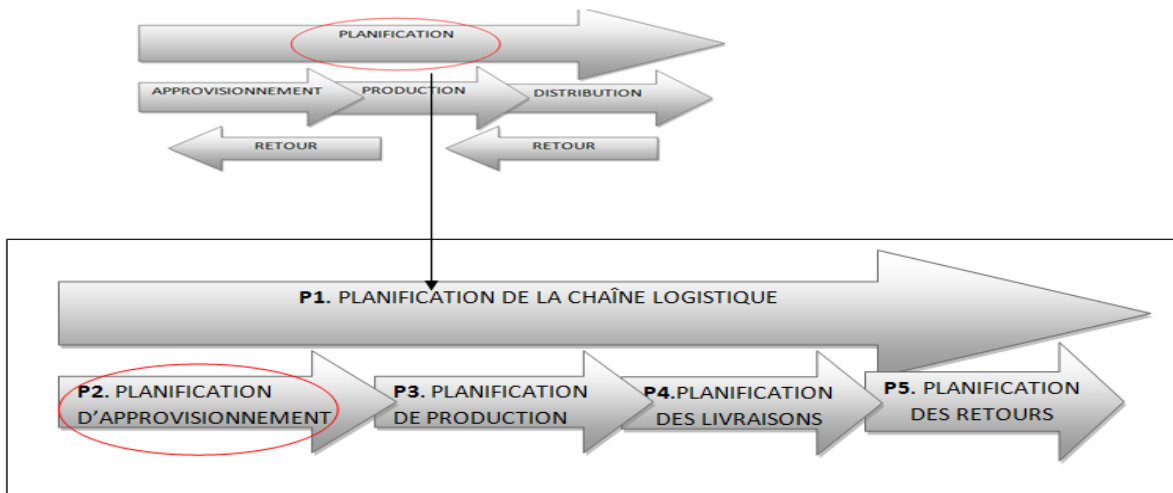 PLANIFICATION
APPROVISIONNEMENT
PRODUCTION
DISTRIBUTION
RETOUR
RETOUR
P1. PLANIFICATION DE LA CHAÎNE LOGISTIQUE
P2. PLANIFICATION
D'APPROVISIONNEMENT
P3. PLANIFICATION
DE PRODUCTION
P4.PLANIFICATION
DES LIVRAISONS
P5. PLANIFICATION
DES RETOURS